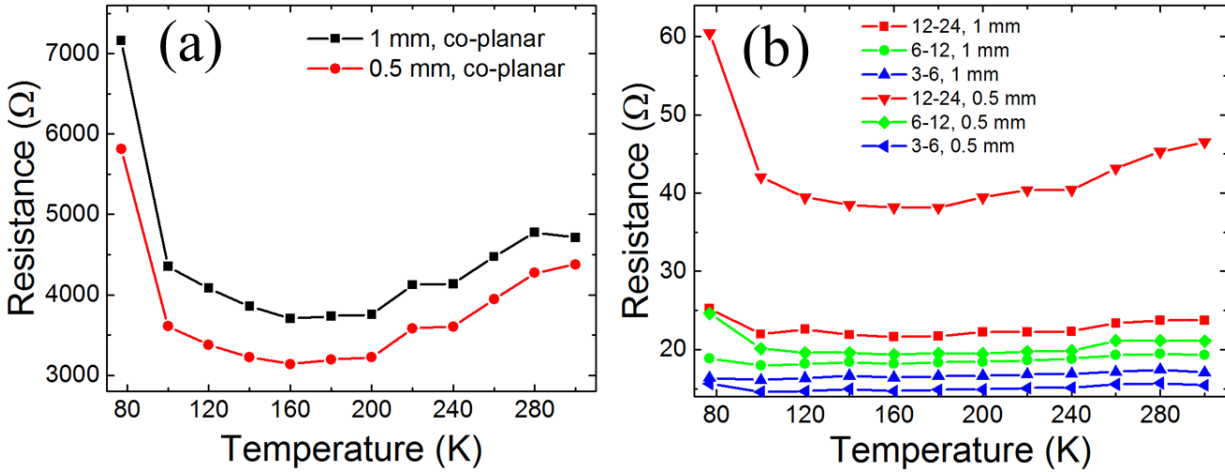 (a)
1 mm, co-planar
0.5 mm, co-planar
7000
6000
5000
4000
3000
Resistance (Ω)
80 120 160 200 240 280
Temperature (K)
(b)
12-24, 1 mm
6-12, 1 mm
3-6, 1 mm
12-24, 0.5 mm
6-12, 0.5 mm
3-6, 0.5 mm
60
50
40
30
20
Resistance (Ω)
80 120 160 200 240 280
Temperature (K)